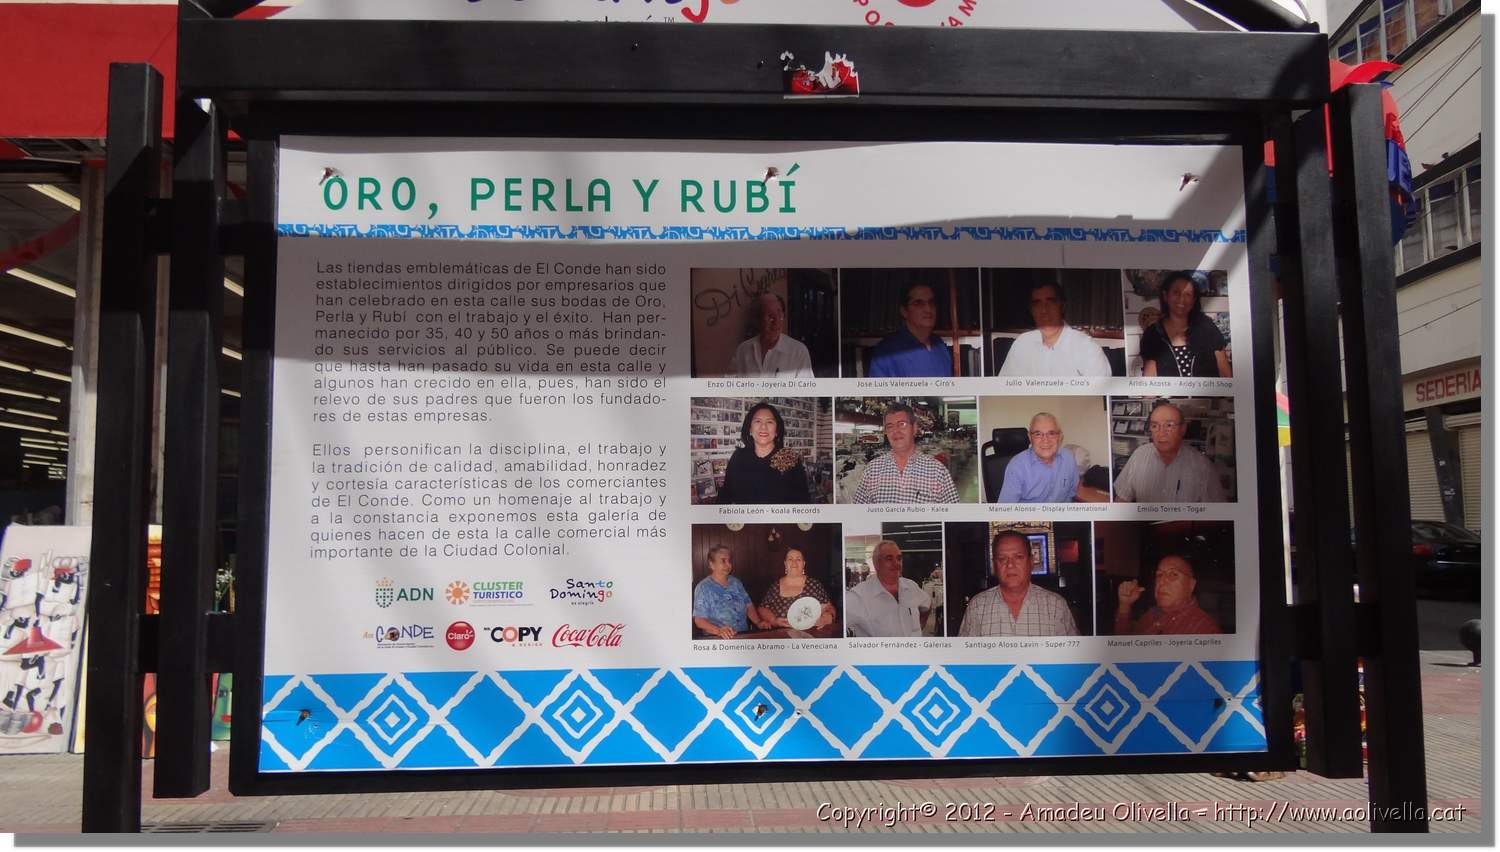 ORO, PERLA Y RUBÍ
Las tiendas emblemáticas de El Conde han sido
establecimientos dirigidos por empresarios que
han celebrado en esta calle sus bodas de Oro,
Perla y Rubí con el trabajo y el éxito. Han per-
manecido por 35, 40 y 50 años o más brindan-
do sus servicios al público. Se puede decir
que hasta han pasado su vida en esta calle y
algunos han crecido en ella, pues, han sido el
relevo de sus padres que fueron los fundado-
res de estas empresas.
Ellos personifican la disciplina, el trabajo y
la tradición de calidad, amabilidad, honradez
y cortesía características de los comerciantes
de El Conde. Como un homenaje al trabajo y
a la constancia exponemos esta galería de
quienes hacen de esta la calle comercial más
importante de la Ciudad Colonial.
ADN
CLUSTER
TURISTICO
Santo
Domingo
es alegría
CONDE
Claro
COPY
Coca-Cola
Di Carlo
Enzo Di Carlo - Joyeria Di Carlo
Jose Luis Valenzuela - Ciro's
Julio Valenzuela - Ciro's
Aridis Acosta - Aridy's Gift Shop
Fabiola León - koala Records
Justo García Rubio - Kalea
Manuel Alonso - Display International
Emilio Torres - Togar
Rosa & Domenica Abramo - La Veneciana
Salvador Fernández - Galerias
Santiago Aloso Lavin - Super 777
Manuel Capriles - Joyeria Capriles
SEDERIA
Copyright© 2012 - Amadeu Olivella - http://www.aolivella.cat